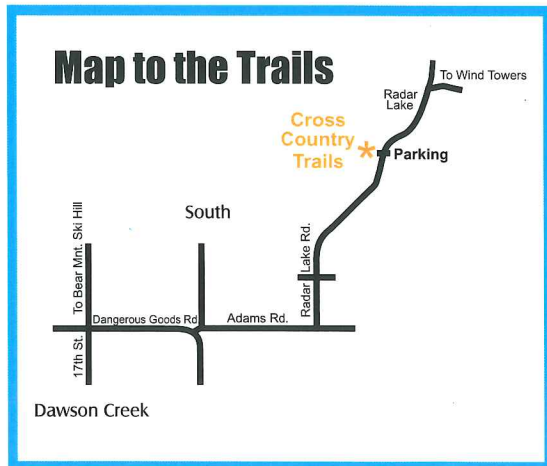 Map to the Trails
To Wind Towers
Radar
Lake
Cross
Country
Trails
*
Parking
South
To Bear Mnt. Ski Hill
Radar Lake Rd.
Dangerous Goods Rd.
Adams Rd.
17th St.
Dawson Creek